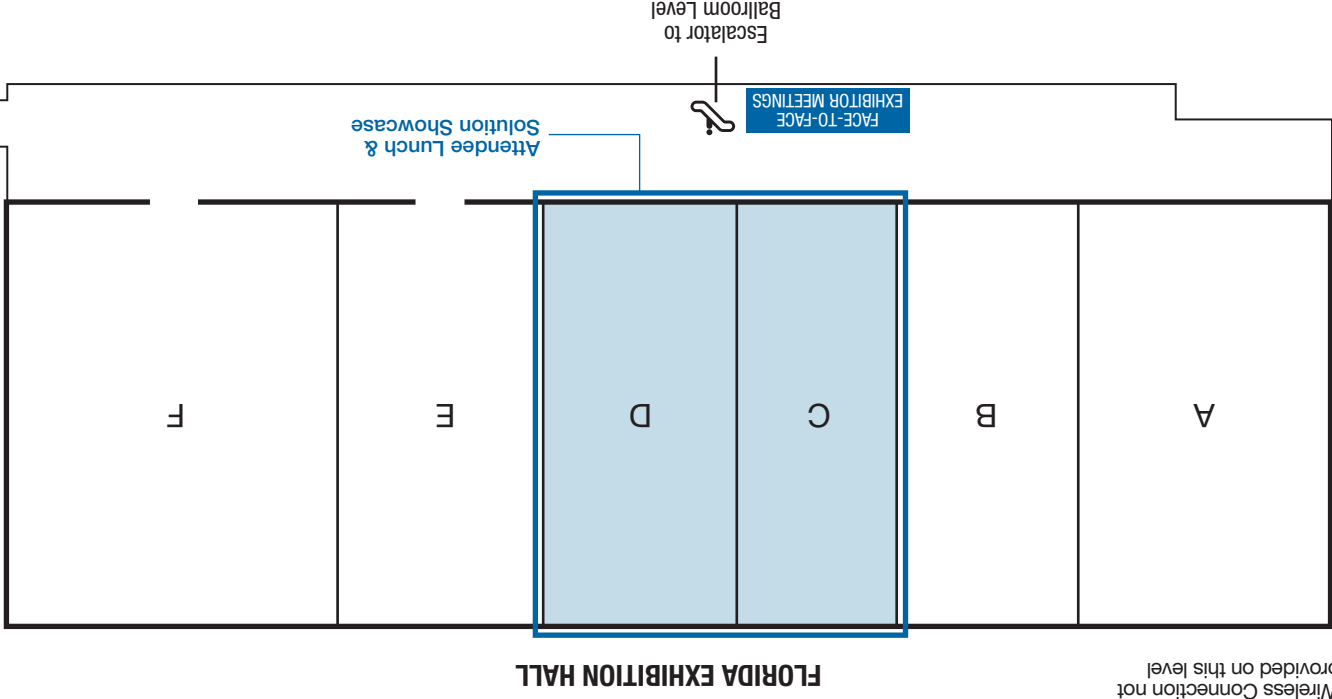 Wireless Connection not
provided on this level
FLORIDA EXHIBITION HALL
A
B
C
D
E
F
Attendee Lunch &
Solution Showcase
FACE-TO-FACE
EXHIBITOR MEETINGS
Escalator to
Ballroom Level